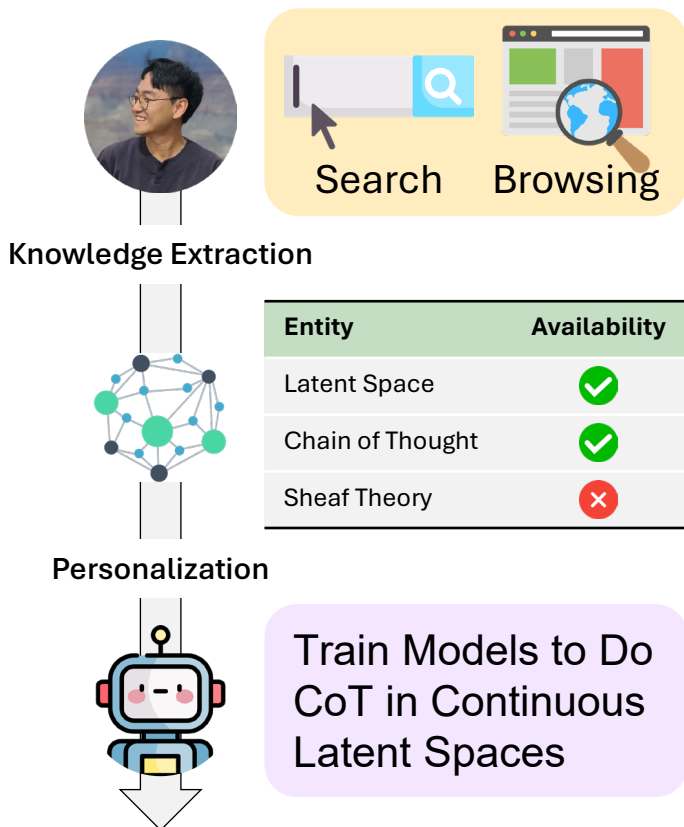 Search
Browsing
Knowledge Extraction
Entity Availability
Latent Space
Chain of Thought
Sheaf Theory
Personalization
Train Models to Do
CoT in Continuous
Latent Spaces